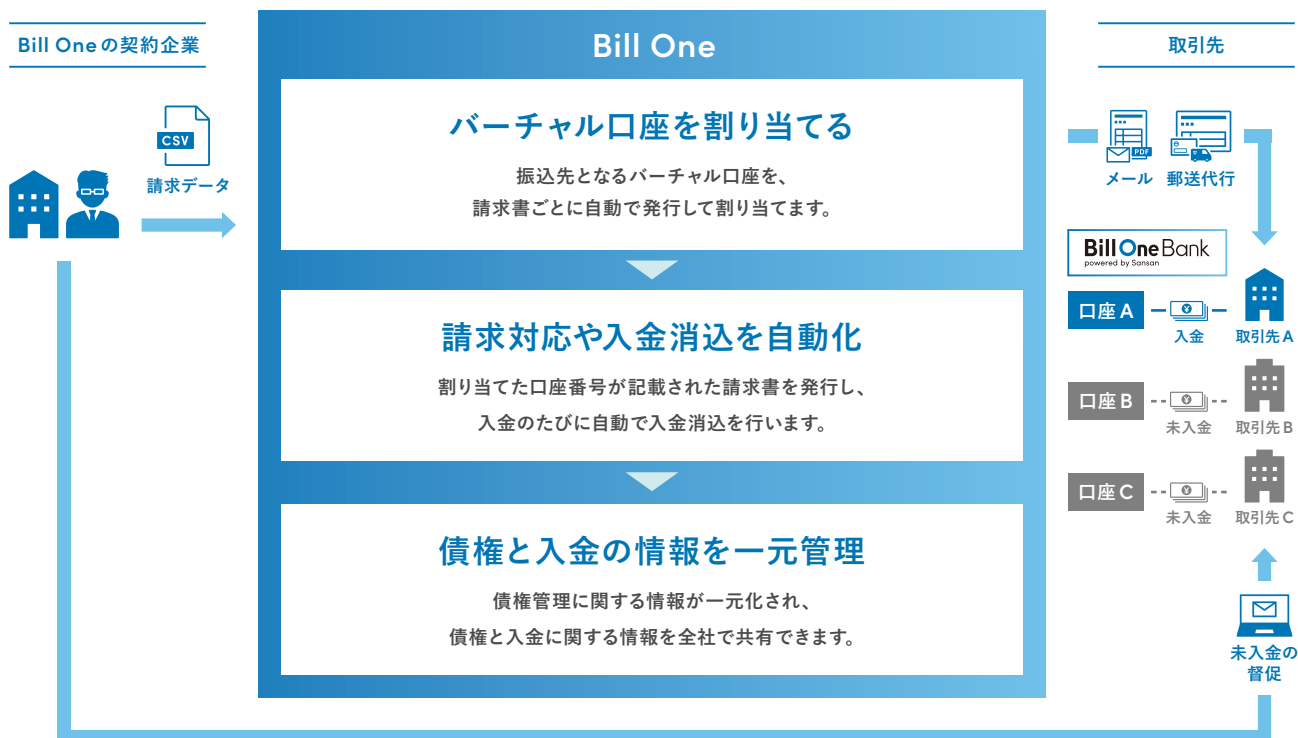 Bill Oneの契約企業
CSV
請求データ
Bill One
バーチャル口座を割り当てる
振込先となるバーチャル口座を、
請求書ごとに自動で発行して割り当てます。
請求対応や入金消込を自動化
割り当てた口座番号が記載された請求書を発行し、
入金のたびに自動で入金消込を行います。
債権と入金の情報を一元管理
債権管理に関する情報が一元化され、
債権と入金に関する情報を全社で共有できます。
取引先
PDF
メール
郵送代行
Bill One Bank
powered by Sansan
口座A
¥
入金
取引先A
口座B
¥
未入金
取引先B
口座C
¥
未入金
取引先C
未入金の
督促